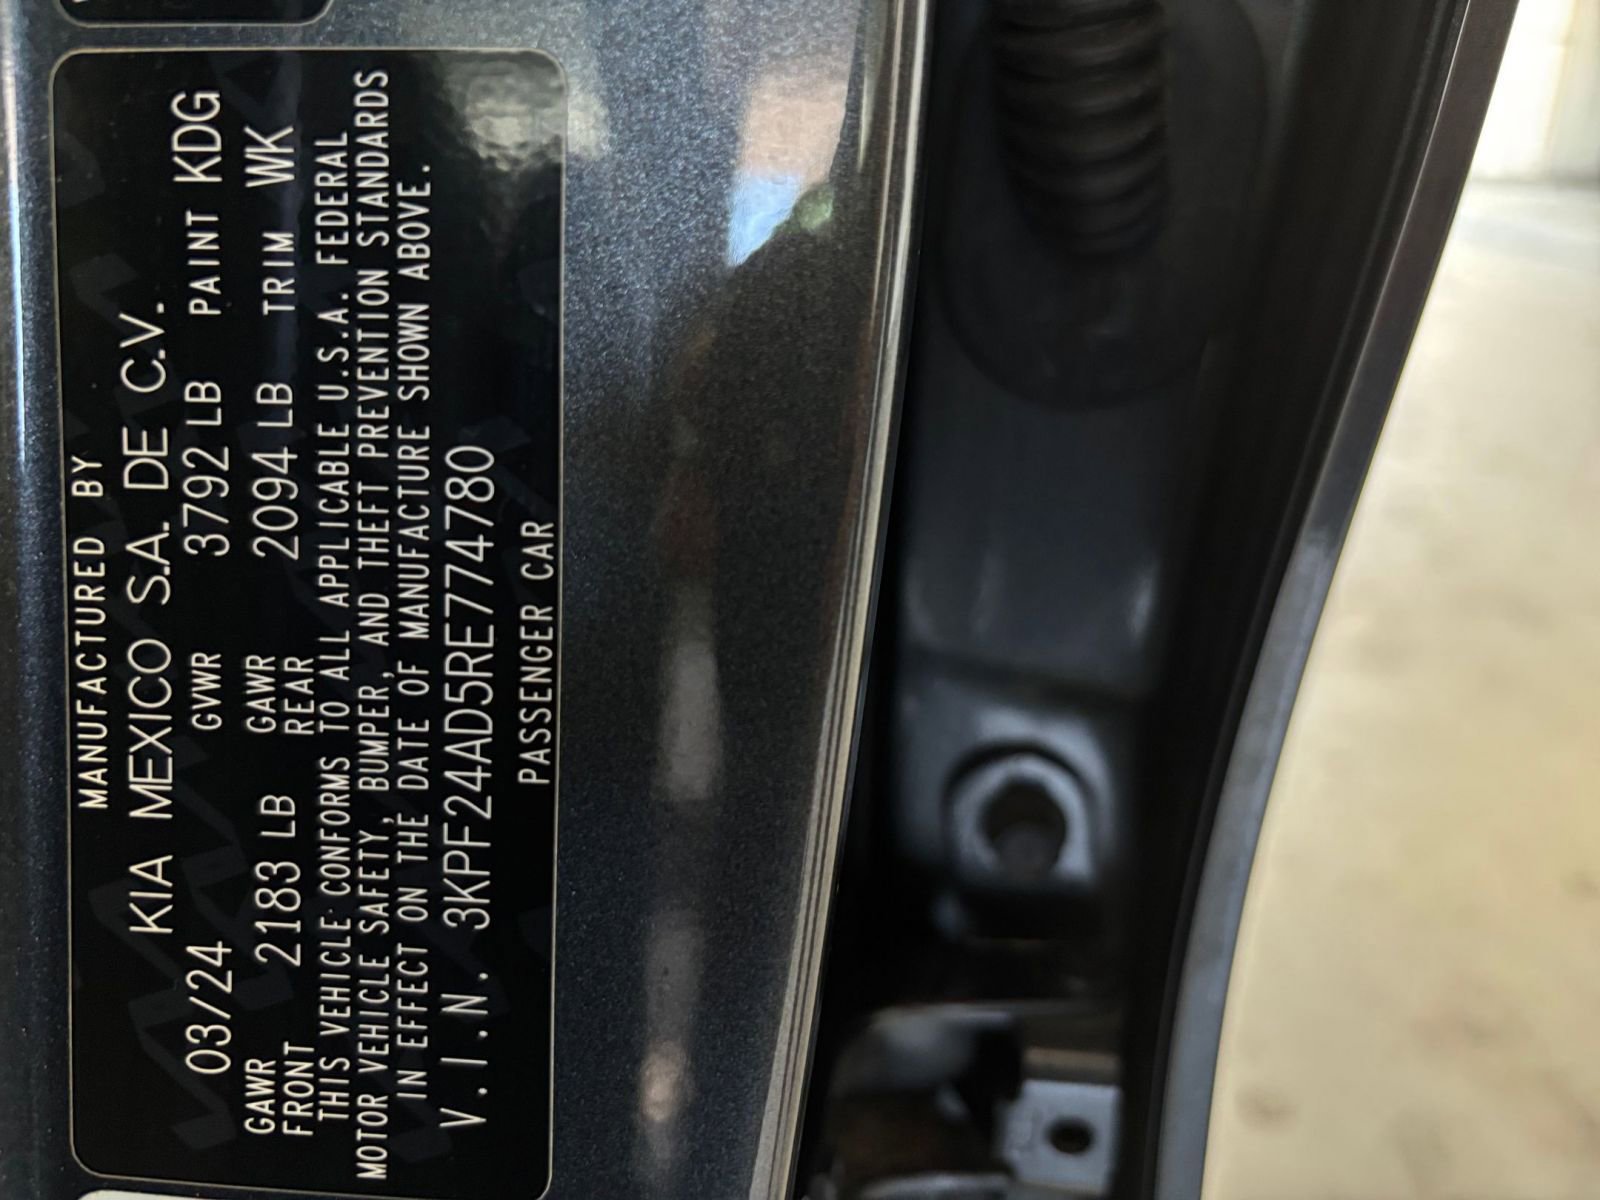 MANUFACTURED BY
KIA MEXICO S.A. DE C.V.
03/24 GVWR 3792 LB PAINT KDG
GAWR FRONT 2183 LB GAWR REAR 2094 LB TRIM WK
THIS VEHICLE CONFORMS TO ALL APPLICABLE U.S.A. FEDERAL
MOTOR VEHICLE SAFETY, BUMPER, AND THEFT PREVENTION STANDARDS
IN EFFECT ON THE DATE OF MANUFACTURE SHOWN ABOVE.
V.I.N. 3KPF24AD5RE774780
PASSENGER CAR